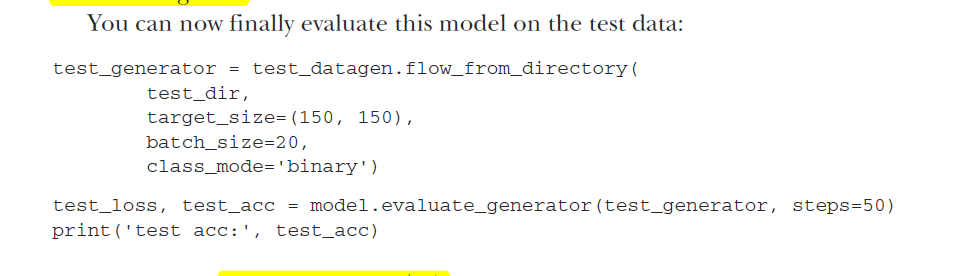 You can now finally evaluate this model on the test data:
test_generator = test_datagen.flow_from_directory(
test_dir,
target_size=(150, 150),
batch_size=20,
class_mode='binary')
test_loss, test_acc = model.evaluate_generator(test_generator, steps=50)
print('test acc:', test_acc)